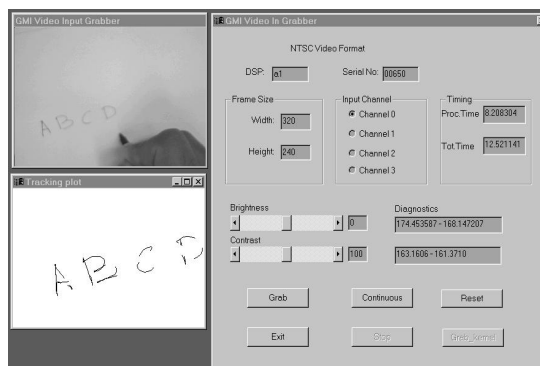 GMI Video Input Grabber
A B C D
Tracking plot
A B C D
GMI Video In Grabber
NTSC Video Format
DSP: a1 Serial No: 00650
Frame Size
Width: 320
Height: 240
Input Channel
Channel 0
Channel 1
Channel 2
Channel 3
Timing
Proc.Time 8.208304
Tot.Time 12.521141
Brightness
0
Contrast
100
Diagnostics
174.453587 - 168.147207
163.1606 - 161.3710
Grab Continuous Reset
Exit Stop Grab_kernel